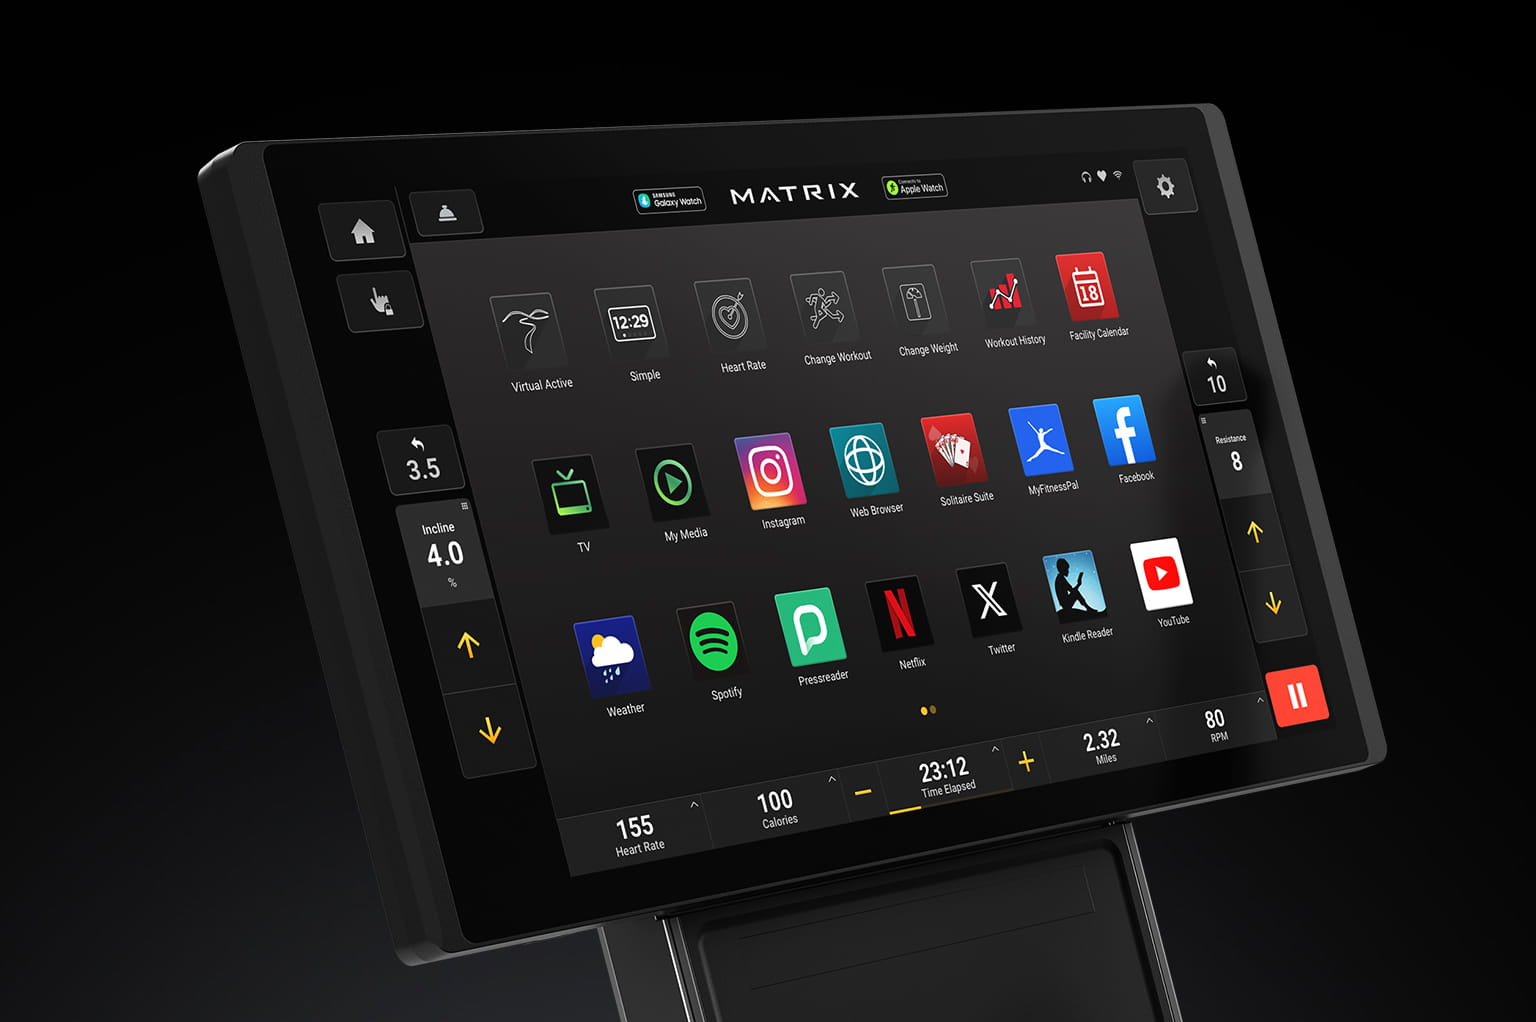 SAMSUNG
Galaxy Watch
MATRIX
Connects to
Apple Watch
12:29
18
Virtual Active
Simple
Heart Rate
Change Workout
Change Weight
Workout History
Facility Calendar
3.5
10
Incline
4.0
%
Resistance
8
TV
My Media
Instagram
Web Browser
Solitaire Suite
MyFitnessPal
Facebook
Weather
Spotify
Pressreader
Netflix
Twitter
Kindle Reader
YouTube
155
Heart Rate
100
Calories
23:12
Time Elapsed
2.32
Miles
80
RPM